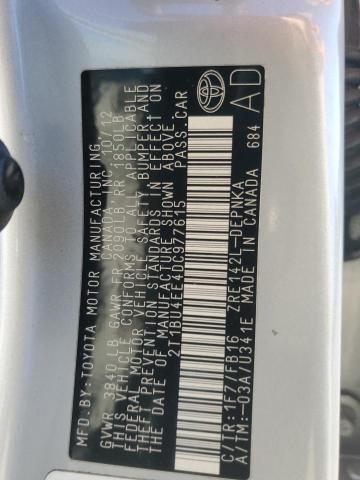 MFD.BY:TOYOTA MOTOR MANUFACTURING
CANADA, INC. 10/12
GVWR 3840 LB GAWR FR 2090LB,RR 1850LB
THIS VEHICLE CONFORMS TO ALL APPLICABLE
FEDERAL MOTOR VEHICLE SAFETY BUMPER,AND
THEFT PREVENTION STANDARDS IN EFFECT ON
THE DATE OF MANUFACTURE SHOWN ABOVE.
2T1BU4EE4DC977615 PASS.CAR
C/TR:1F7/FB16 ZRE142L-DEPNKA
A/TM:-03A/U341E MADE IN CANADA 684
AD